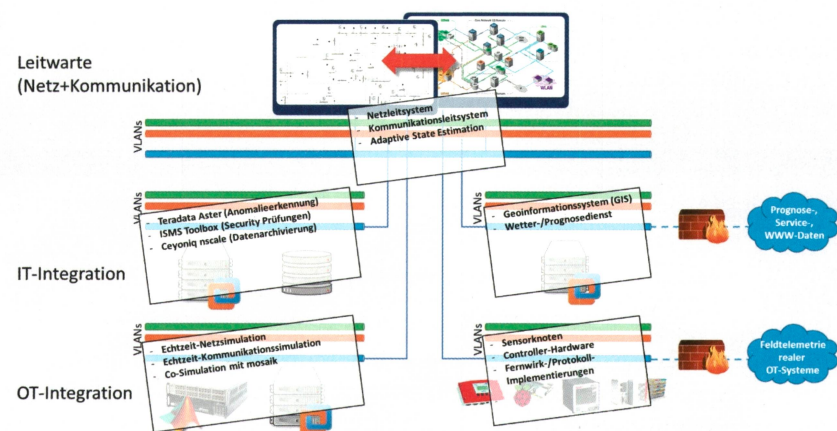 Leitwarte
(Netz+Kommunikation)
VLANs
- Netzleitsystem
- Kommunikationsleitsystem
- Adaptive State Estimation
VLANs
- Teradata Aster (Anomalieerkennung)
- ISMS Toolbox (Security Prüfungen)
- Ceyoniq nscale (Datenarchivierung)
VLANs
- Geoinformationssystem (GIS)
- Wetter-/Prognosedienst
Prognose-,
Service-,
WWW-Daten
IT-Integration
VLANs
- Echtzeit-Netzsimulation
- Echtzeit-Kommunikationssimulation
- Co-Simulation mit mosaik
VLANs
- Sensorknoten
- Controller-Hardware
- Fernwirk-/Protokoll-
Implementierungen
Feldtelemetrie
realer
OT-Systeme
OT-Integration